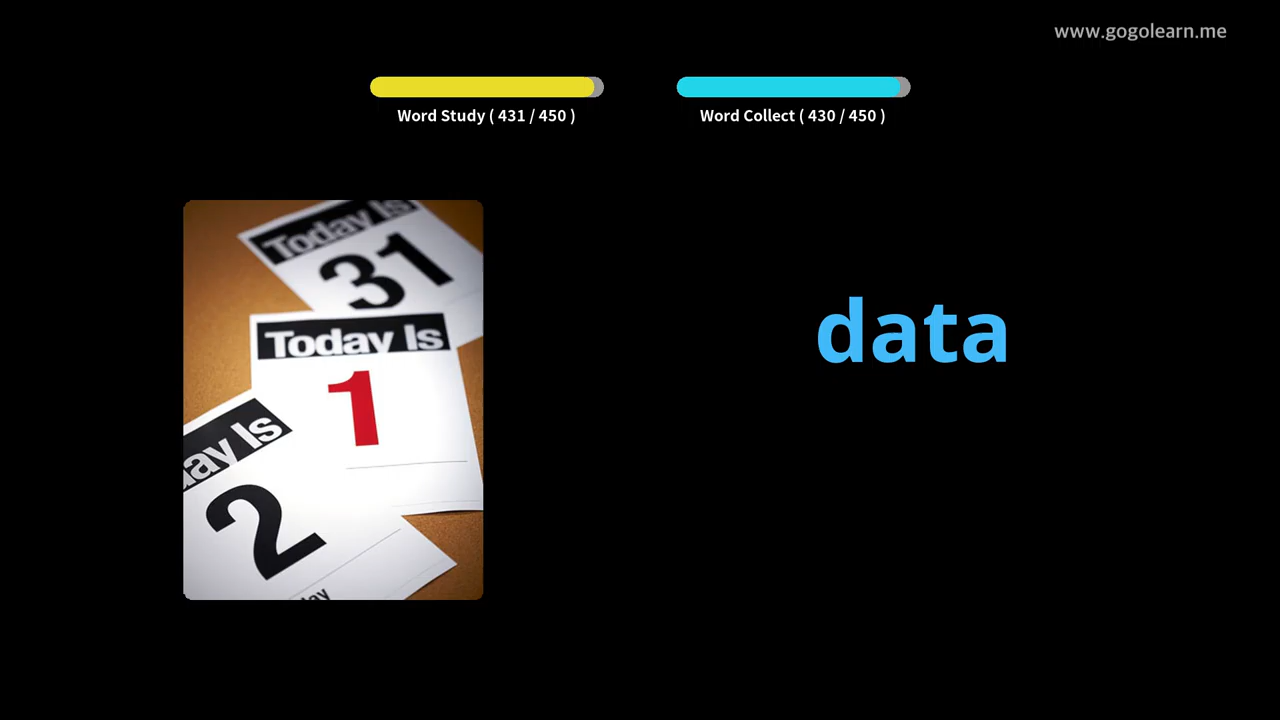 www.gogolearn.me
Word Study ( 431 / 450 )
Word Collect ( 430 / 450 )
Today Is
31
Today Is
1
day Is
2
data